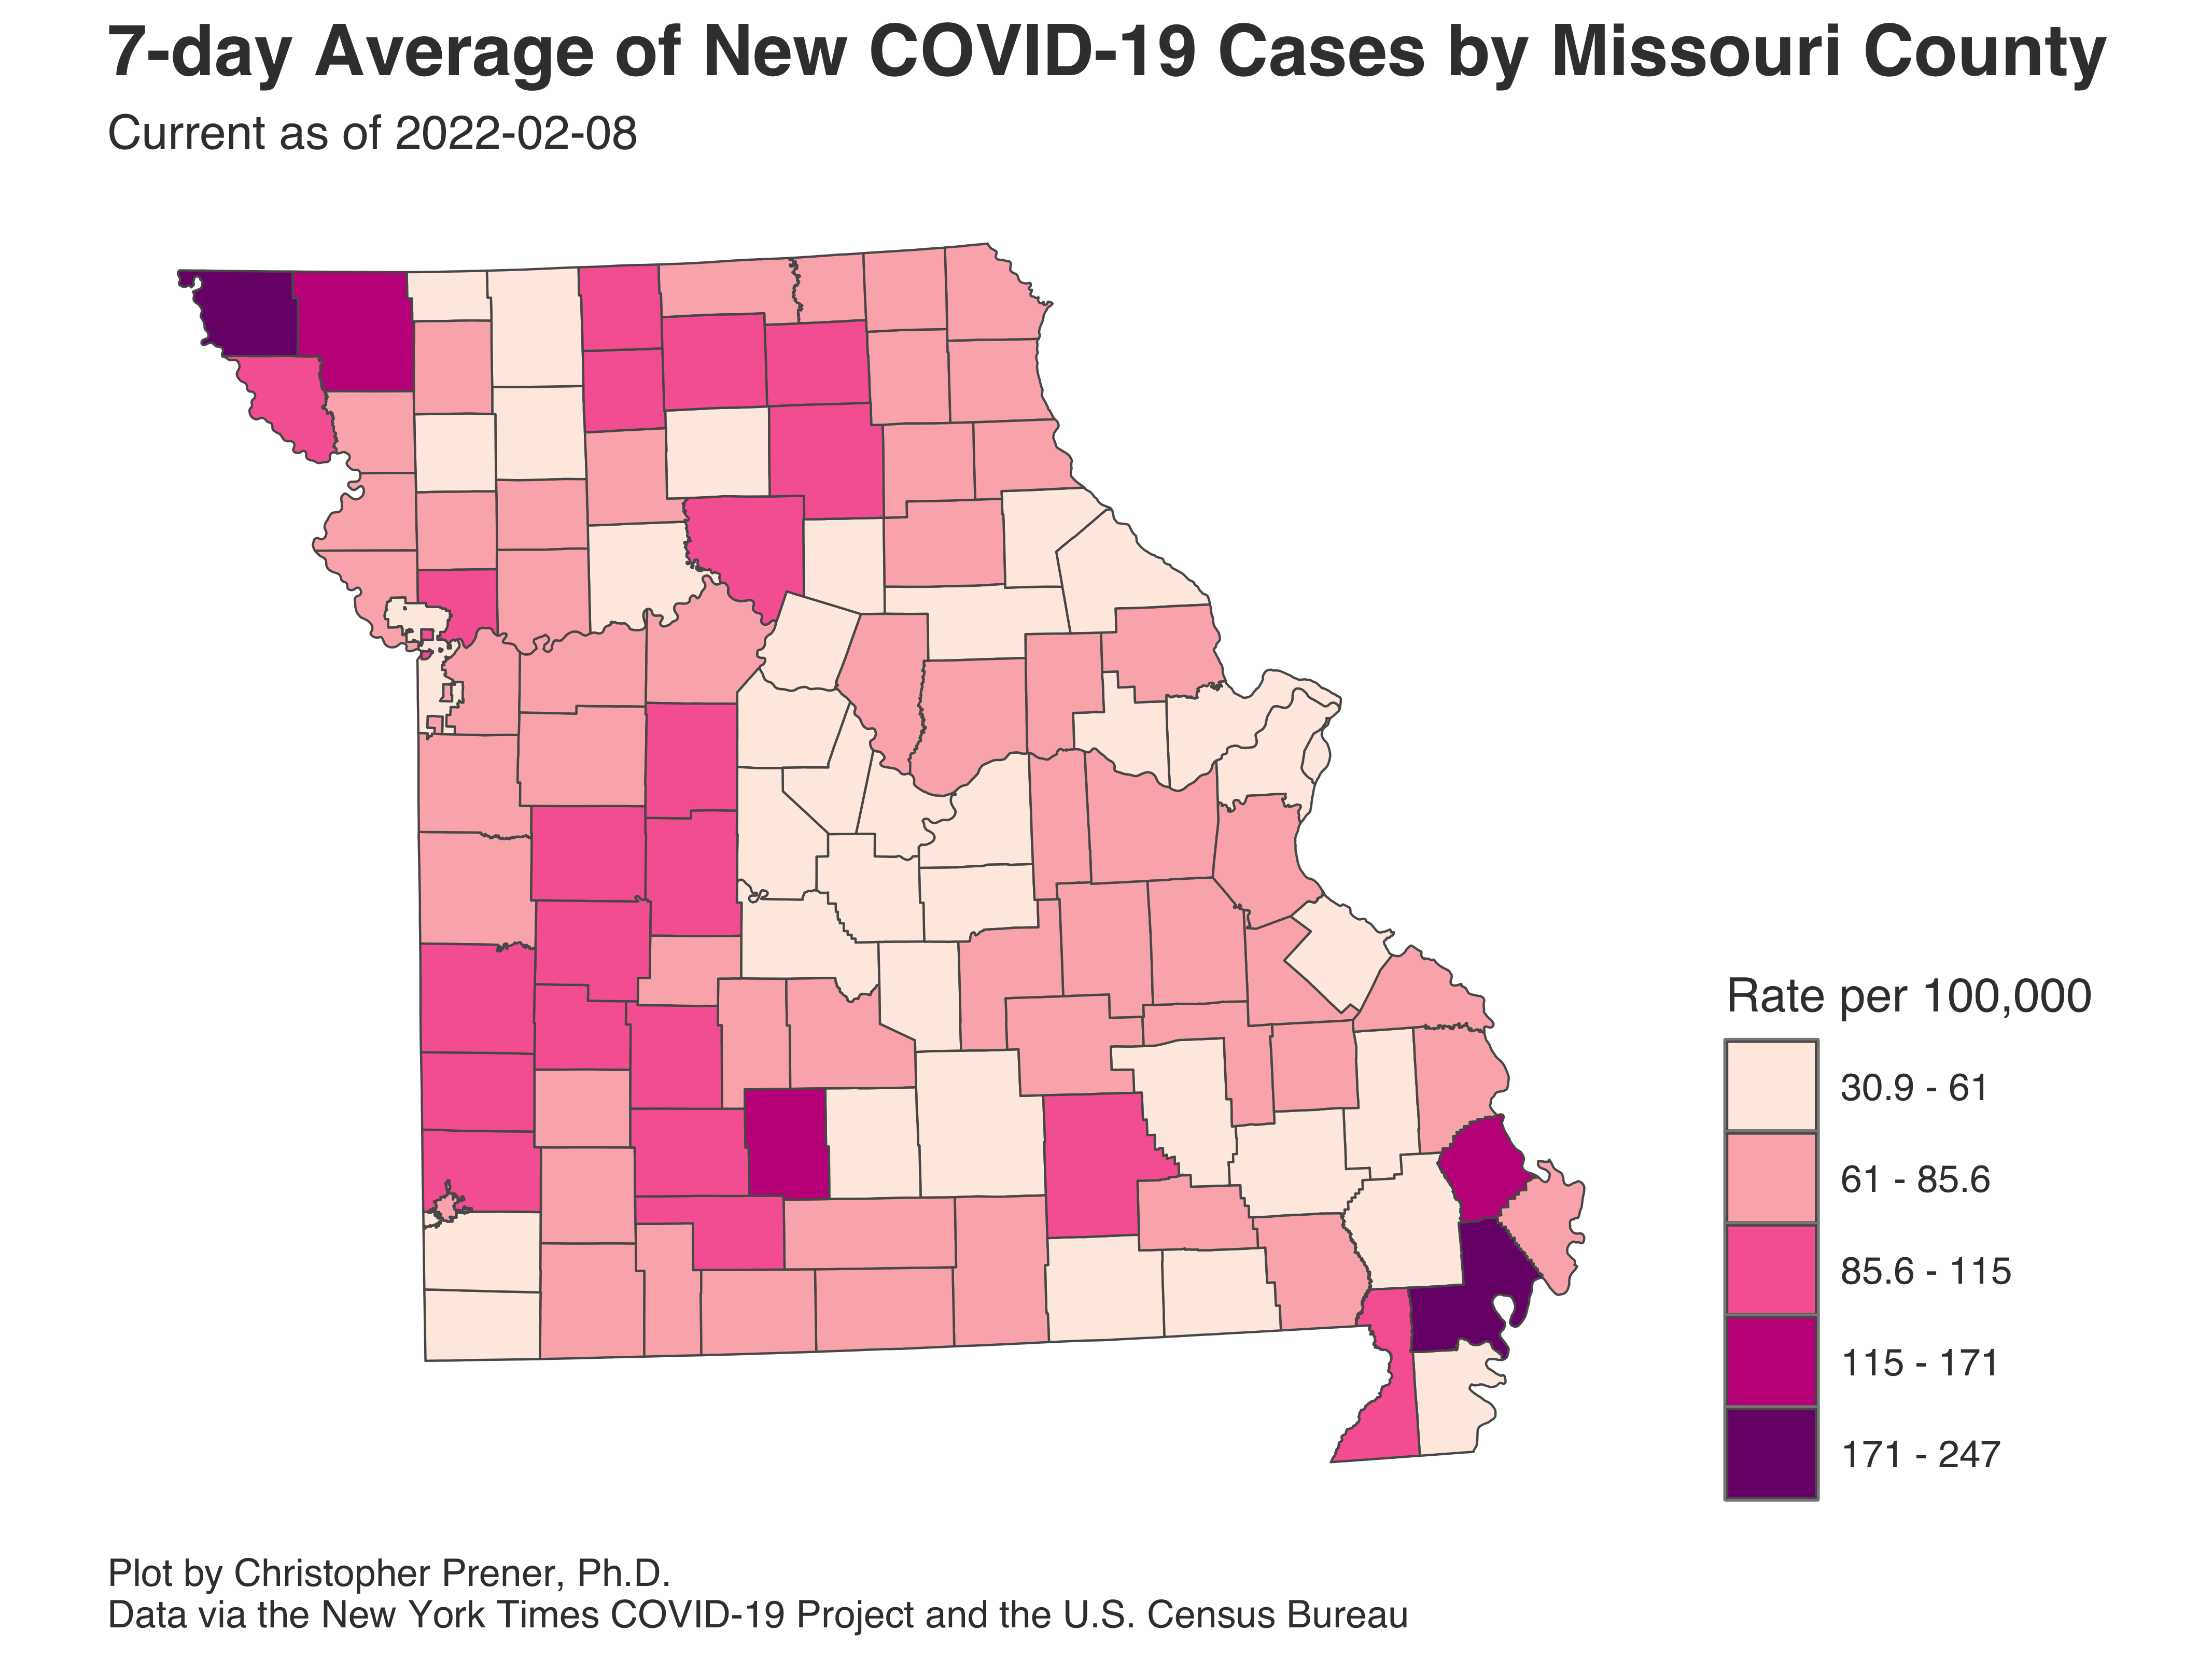 7-day Average of New COVID-19 Cases by Missouri County
Current as of 2022-02-08
Rate per 100,000
30.9 - 61
61 - 85.6
85.6 - 115
115 - 171
171 - 247
Plot by Christopher Prener, Ph.D.
Data via the New York Times COVID-19 Project and the U.S. Census Bureau